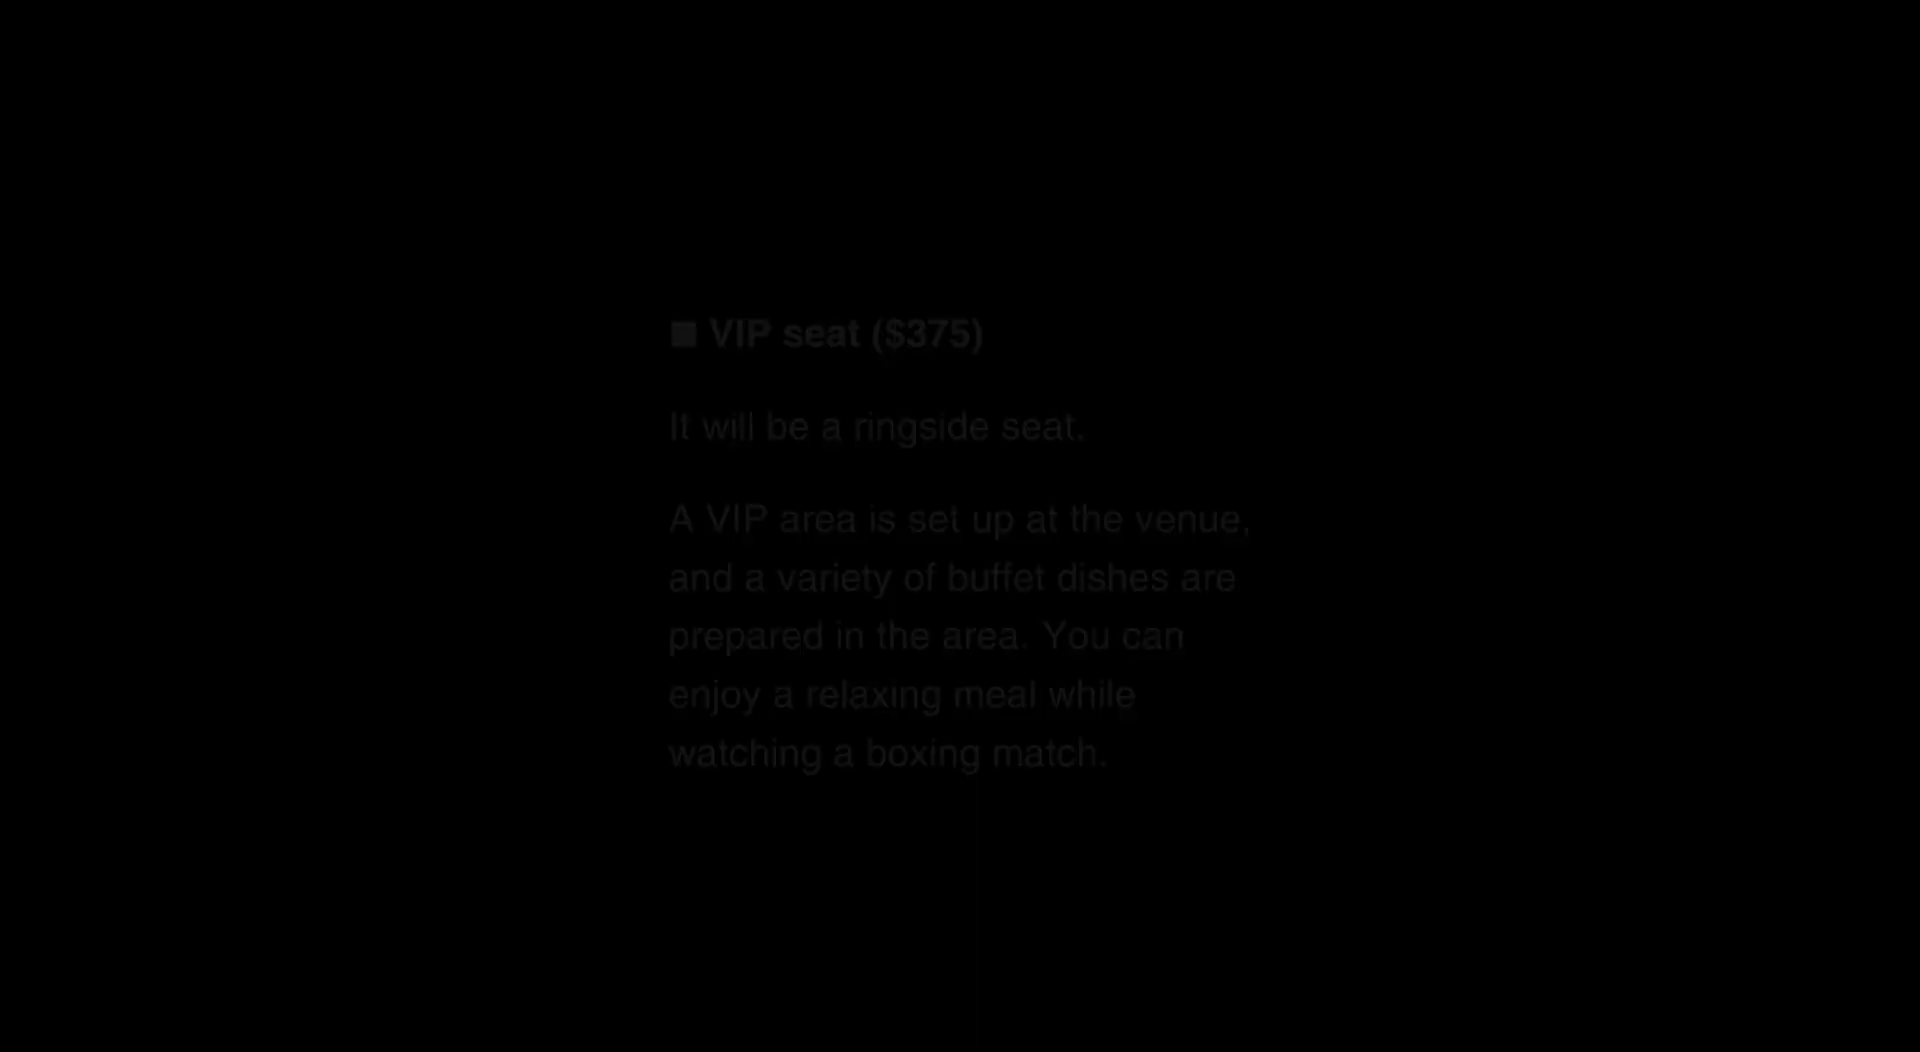 ■ VIP seat ($375)
It will be a ringside seat.
A VIP area is set up at the venue,
and a variety of buffet dishes are
prepared in the area. You can
enjoy a relaxing meal while
watching a boxing match.